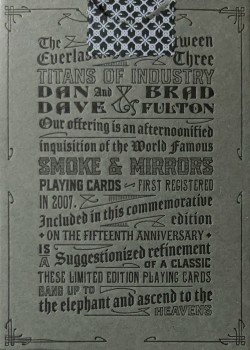 The
ween
Everlast
Three
TITANS OF INDUSTRY
DAN And BRAD
DAVE & FULTON
Our offering is an afternoonified
inquisition of the World Famous
SMOKE & MIRRORS
PLAYING CARDS FIRST REGISTERED
IN 2007.
Included in this commemorative
edition
ON THE FIFTEENTH ANNIVERSARY
IS A Suggestionized refinement
OF A CLASSIC
THESE LIMITED EDITION PLAYING CARDS
BAND UP TO
the elephant and ascend to the
HEAVENS